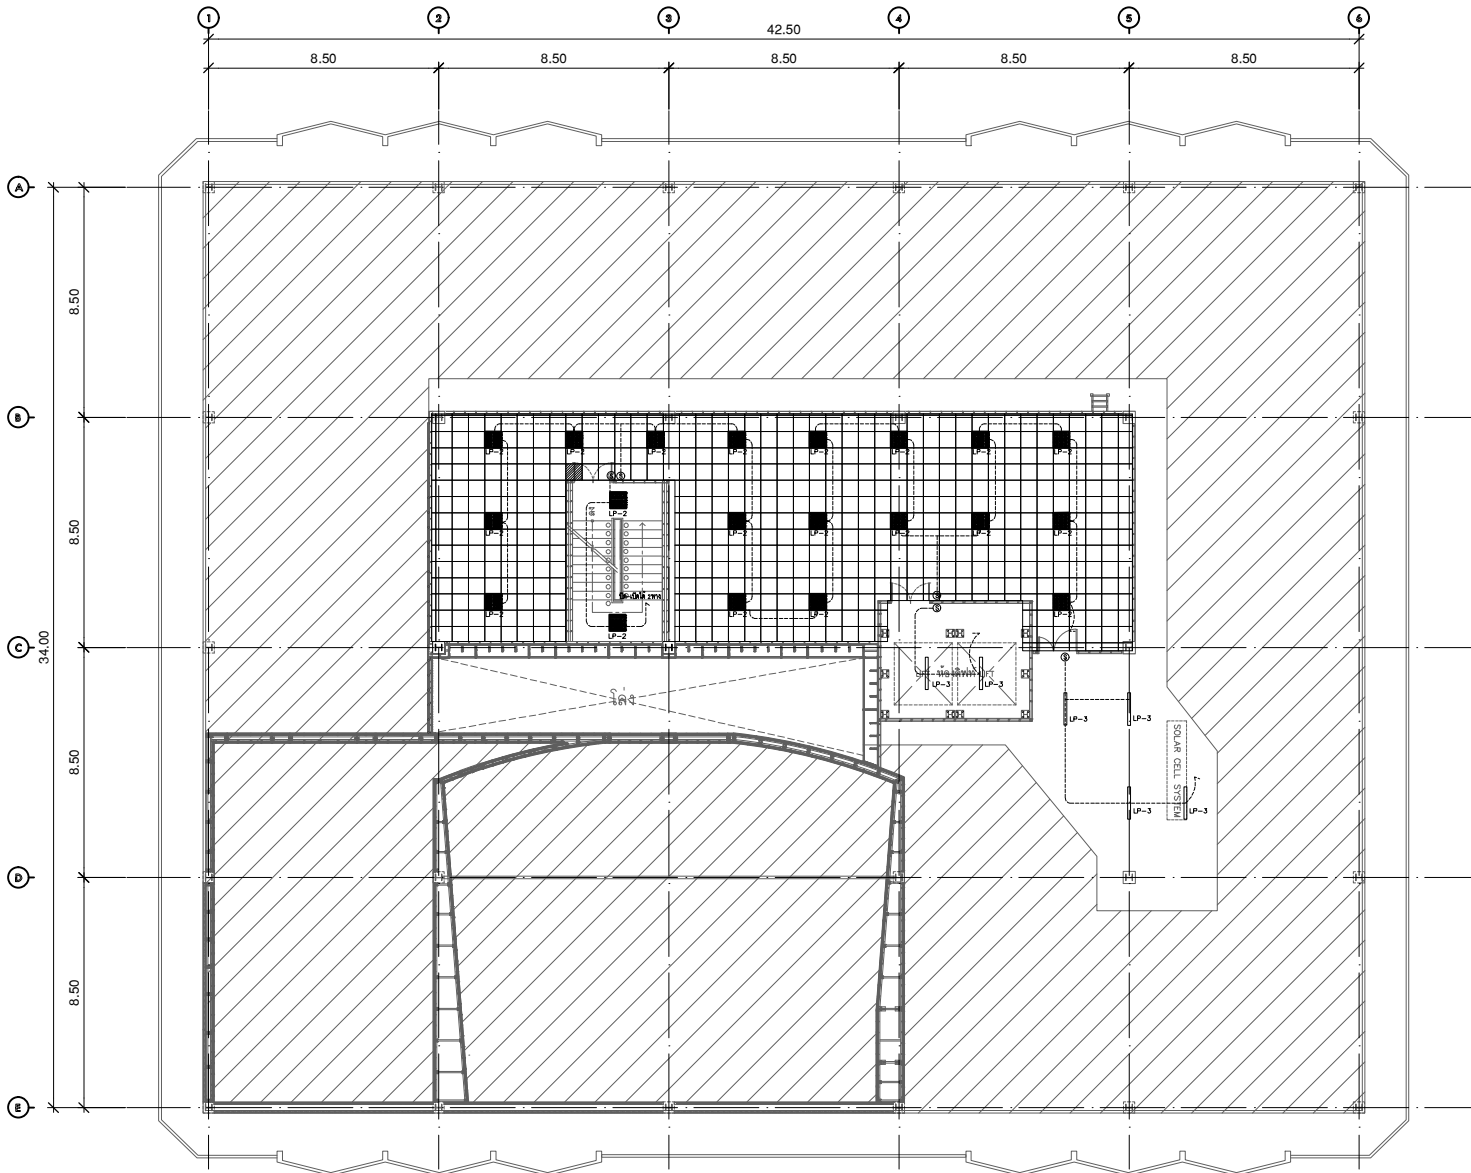 1 2 3 4 5 6
42.50
8.50 8.50 8.50 8.50 8.50
A
8.50
B
LP-2 LP-2 LP-2 LP-2 LP-2 LP-2 LP-2 LP-2
S S
LP-2
8.50
LP-2 LP-2 LP-2 LP-2 LP-2 LP-2
S
LP-2 LP-2 LP-2 LP-2
S
LP-2
C
34.00
S
LP-3 LP-3
โล่ง
LP-3 LP-3
SOLAR CELL SYSTEM
8.50
LP-3 LP-3
D
8.50
E